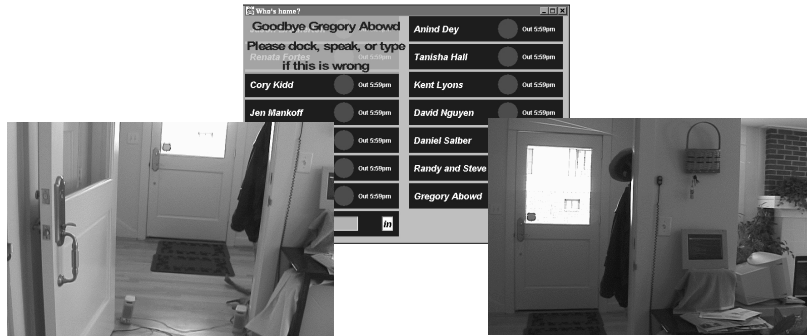 Who's home?
Goodbye Gregory Abowd
Please dock, speak, or type
if this is wrong
Renata Fortes
Cory Kidd Out 5:59pm
Jen Mankoff Out 5:59pm
Out 5:59pm
Out 5:59pm
Out 5:59pm
in
Anind Dey Out 5:59pm
Tanisha Hall Out 5:59pm
Kent Lyons Out 5:59pm
David Nguyen Out 5:59pm
Daniel Salber
Randy and Steve
Gregory Abowd